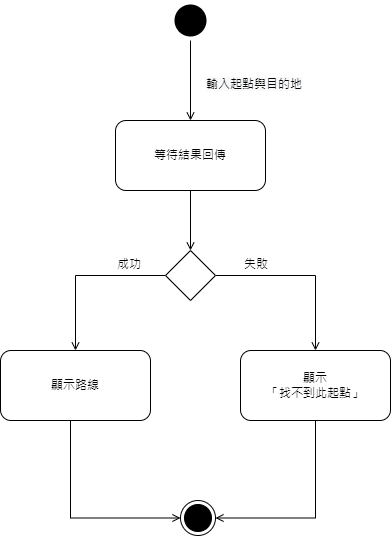 輸入起點與目的地
等待結果回傳
成功
失敗
顯示路線
顯示
「找不到此起點」